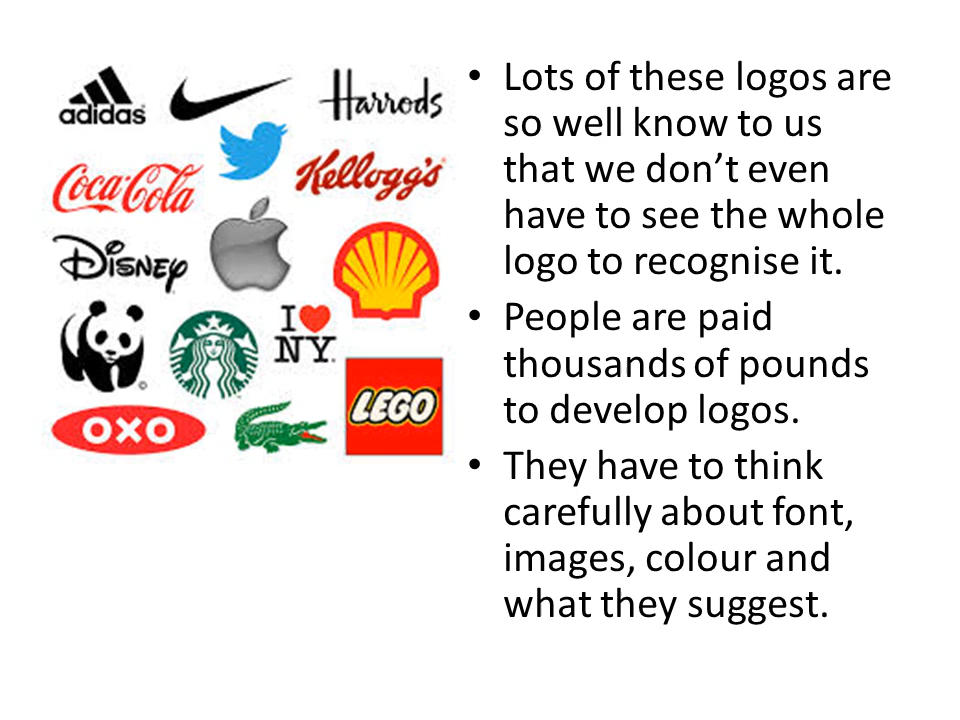 adidas
Harrods
Coca-Cola
Kellogg's
DISNEY
I NY.
LEGO
OXO
• Lots of these logos are
so well know to us
that we don’t even
have to see the whole
logo to recognise it.
• People are paid
thousands of pounds
to develop logos.
• They have to think
carefully about font,
images, colour and
what they suggest.